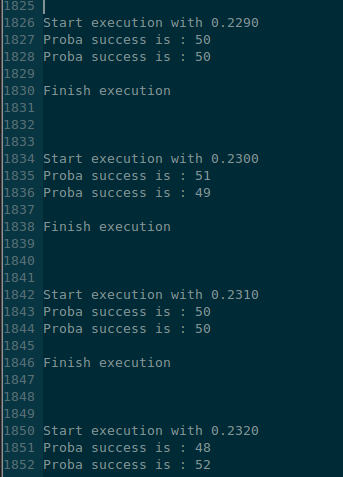 1825
1826 Start execution with 0.2290
1827 Proba success is : 50
1828 Proba success is : 50
1829
1830 Finish execution
1831
1832
1833
1834 Start execution with 0.2300
1835 Proba success is : 51
1836 Proba success is : 49
1837
1838 Finish execution
1839
1840
1841
1842 Start execution with 0.2310
1843 Proba success is : 50
1844 Proba success is : 50
1845
1846 Finish execution
1847
1848
1849
1850 Start execution with 0.2320
1851 Proba success is : 48
1852 Proba success is : 52